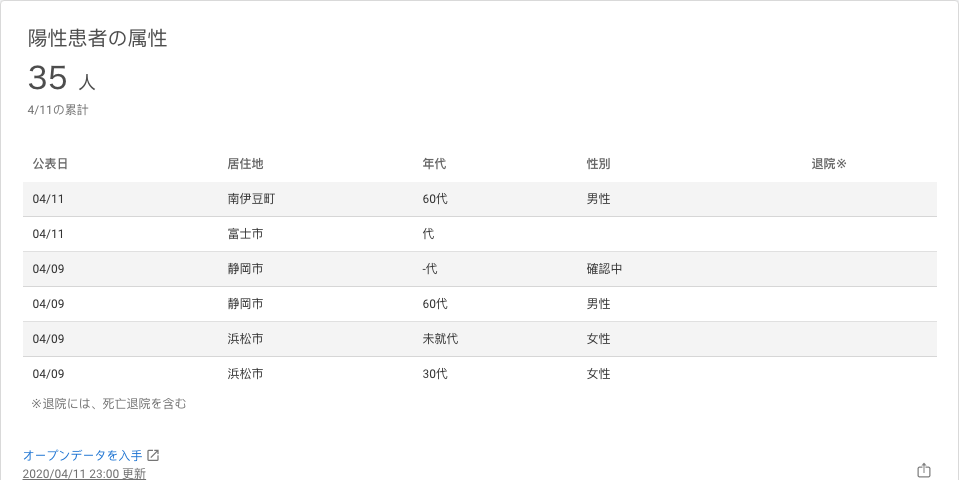 陽性患者の属性
35 人
4/11の累計
公表日 居住地 年代 性別 退院※
04/11 南伊豆町 60代 男性
04/11 富士市 代
04/09 静岡市 -代 確認中
04/09 静岡市 60代 男性
04/09 浜松市 未就代 女性
04/09 浜松市 30代 女性
※退院には、死亡退院を含む
オープンデータを入手
2020/04/11 23:00 更新